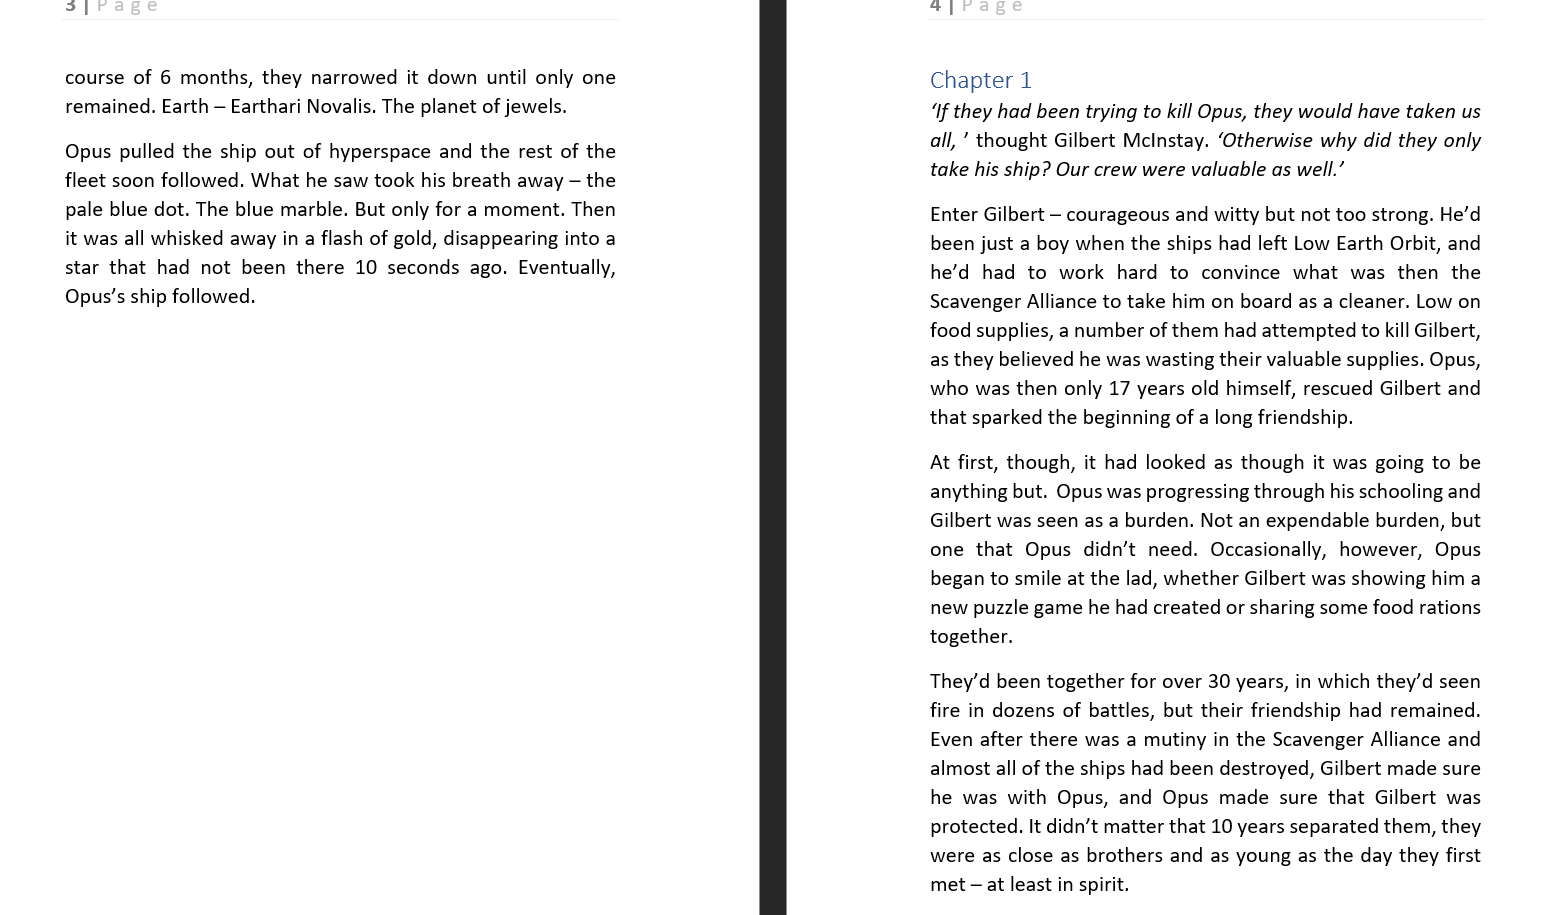 3 | Page
course of 6 months, they narrowed it down until only one
remained. Earth – Earthari Novalis. The planet of jewels.
Opus pulled the ship out of hyperspace and the rest of the
fleet soon followed. What he saw took his breath away – the
pale blue dot. The blue marble. But only for a moment. Then
it was all whisked away in a flash of gold, disappearing into a
star that had not been there 10 seconds ago. Eventually,
Opus’s ship followed.
4 | Page
Chapter 1
‘If they had been trying to kill Opus, they would have taken us
all, ’ thought Gilbert McInstay. ‘Otherwise why did they only
take his ship? Our crew were valuable as well.’
Enter Gilbert – courageous and witty but not too strong. He’d
been just a boy when the ships had left Low Earth Orbit, and
he’d had to work hard to convince what was then the
Scavenger Alliance to take him on board as a cleaner. Low on
food supplies, a number of them had attempted to kill Gilbert,
as they believed he was wasting their valuable supplies. Opus,
who was then only 17 years old himself, rescued Gilbert and
that sparked the beginning of a long friendship.
At first, though, it had looked as though it was going to be
anything but.  Opus was progressing through his schooling and
Gilbert was seen as a burden. Not an expendable burden, but
one that Opus didn’t need. Occasionally, however, Opus
began to smile at the lad, whether Gilbert was showing him a
new puzzle game he had created or sharing some food rations
together.
They’d been together for over 30 years, in which they’d seen
fire in dozens of battles, but their friendship had remained.
Even after there was a mutiny in the Scavenger Alliance and
almost all of the ships had been destroyed, Gilbert made sure
he was with Opus, and Opus made sure that Gilbert was
protected. It didn’t matter that 10 years separated them, they
were as close as brothers and as young as the day they first
met – at least in spirit.